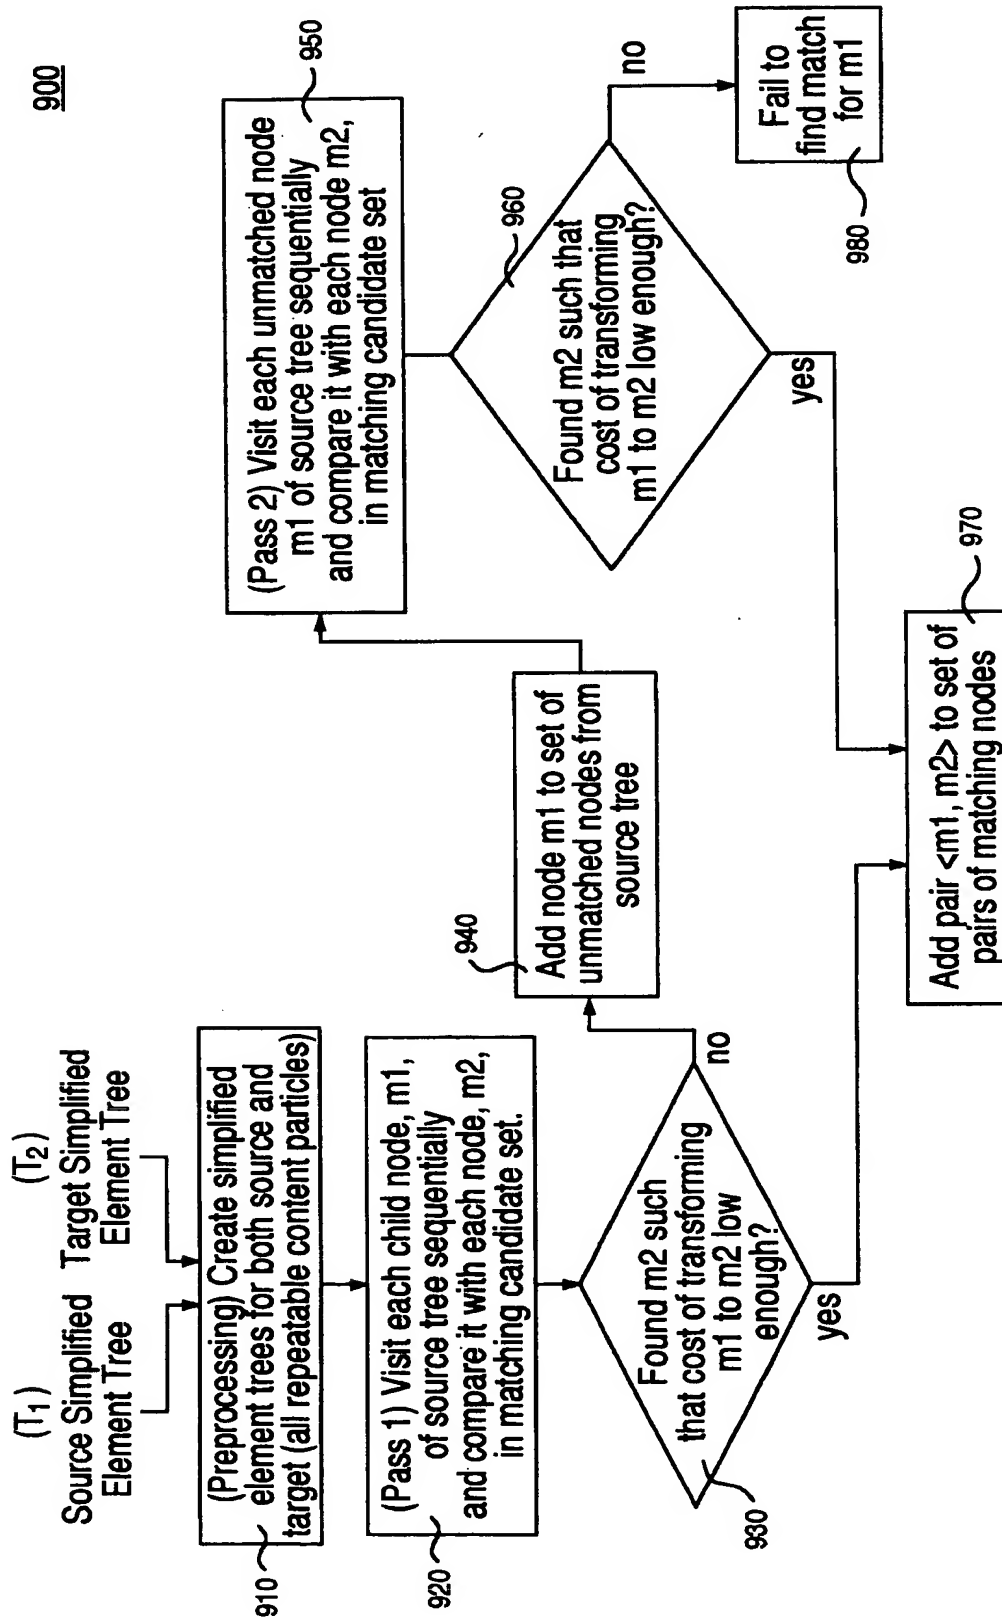 900
(T1)
Source Simplified
Element Tree
(T2)
Target Simplified
Element Tree
(Preprocessing) Create simplified
element trees for both source and
target (all repeatable content particles)
910
(Pass 1) Visit each child node, m1,
of source tree sequentially
and compare it with each node, m2,
in matching candidate set.
920
Found m2 such
that cost of transforming
m1 to m2 low
enough?
930
no
yes
940
Add node m1 to set of
unmatched nodes from
source tree
(Pass 2) Visit each unmatched node
m1 of source tree sequentially
and compare it with each node m2,
in matching candidate set
950
960
Found m2 such that
cost of transforming
m1 to m2 low enough?
no
yes
Fail to
find match
for m1
980
Add pair <m1, m2> to set of
pairs of matching nodes
970